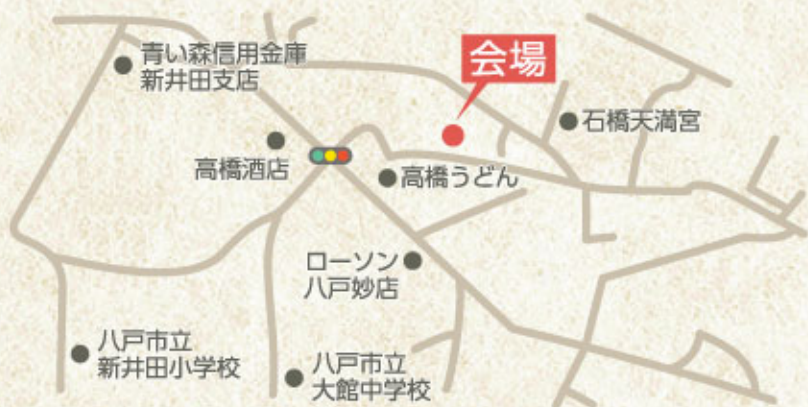 青い森信用金庫
新井田支店
会場
石橋天満宮
高橋酒店
高橋うどん
ローソン
八戸妙店
八戸市立
新井田小学校
八戸市立
大館中学校